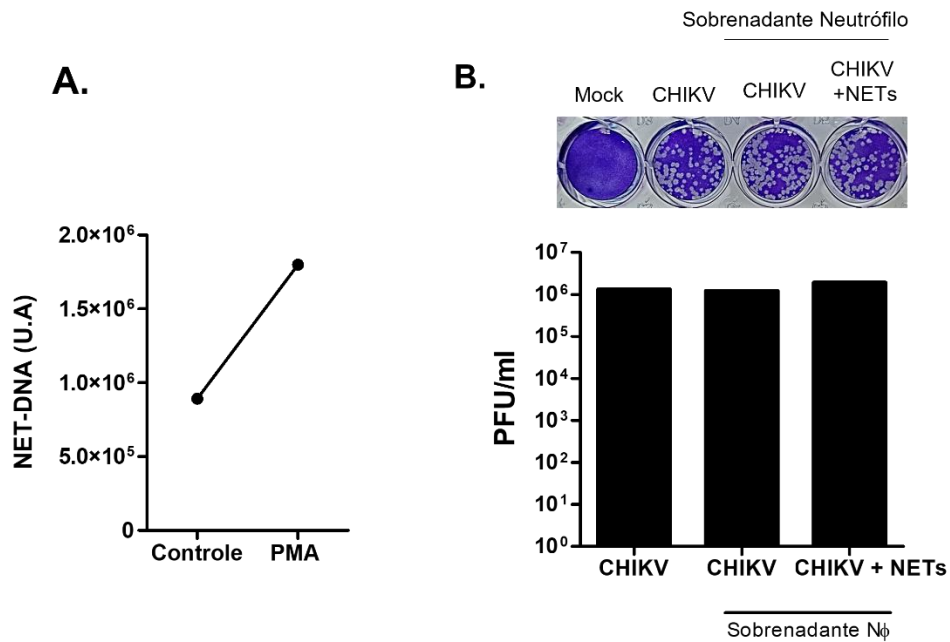 A.
2.0×10⁶
1.5×10⁶
1.0×10⁶
5.0×10⁵
0
NET-DNA (U.A)
Controle PMA
B.
Sobrenadante Neutrófilo
Mock CHIKV CHIKV CHIKV
+NETs
10⁷
10⁶
10⁵
10⁴
10³
10²
10¹
10⁰
PFU/ml
CHIKV CHIKV CHIKV + NETs
Sobrenadante Nϕ